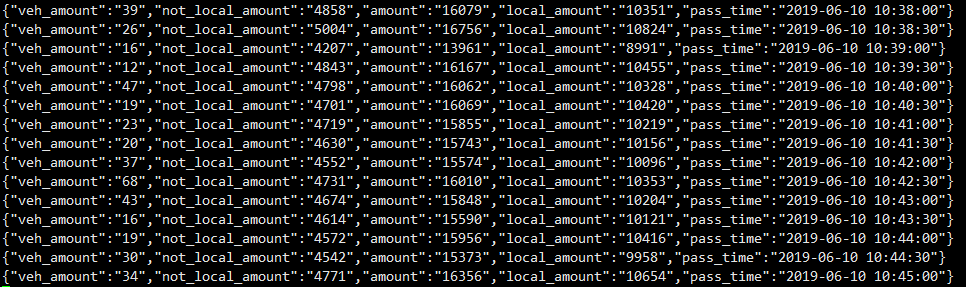 {"veh_amount":"39","not_local_amount":"4858","amount":"16079","local_amount":"10351","pass_time":"2019-06-10 10:38:00"}
{"veh_amount":"26","not_local_amount":"5004","amount":"16756","local_amount":"10824","pass_time":"2019-06-10 10:38:30"}
{"veh_amount":"16","not_local_amount":"4207","amount":"13961","local_amount":"8991","pass_time":"2019-06-10 10:39:00"}
{"veh_amount":"12","not_local_amount":"4843","amount":"16167","local_amount":"10455","pass_time":"2019-06-10 10:39:30"}
{"veh_amount":"47","not_local_amount":"4798","amount":"16062","local_amount":"10328","pass_time":"2019-06-10 10:40:00"}
{"veh_amount":"19","not_local_amount":"4701","amount":"16069","local_amount":"10420","pass_time":"2019-06-10 10:40:30"}
{"veh_amount":"23","not_local_amount":"4719","amount":"15855","local_amount":"10219","pass_time":"2019-06-10 10:41:00"}
{"veh_amount":"20","not_local_amount":"4630","amount":"15743","local_amount":"10156","pass_time":"2019-06-10 10:41:30"}
{"veh_amount":"37","not_local_amount":"4552","amount":"15574","local_amount":"10096","pass_time":"2019-06-10 10:42:00"}
{"veh_amount":"68","not_local_amount":"4731","amount":"16010","local_amount":"10353","pass_time":"2019-06-10 10:42:30"}
{"veh_amount":"43","not_local_amount":"4674","amount":"15848","local_amount":"10204","pass_time":"2019-06-10 10:43:00"}
{"veh_amount":"16","not_local_amount":"4614","amount":"15590","local_amount":"10121","pass_time":"2019-06-10 10:43:30"}
{"veh_amount":"19","not_local_amount":"4572","amount":"15956","local_amount":"10416","pass_time":"2019-06-10 10:44:00"}
{"veh_amount":"30","not_local_amount":"4542","amount":"15373","local_amount":"9958","pass_time":"2019-06-10 10:44:30"}
{"veh_amount":"34","not_local_amount":"4771","amount":"16356","local_amount":"10654","pass_time":"2019-06-10 10:45:00"}